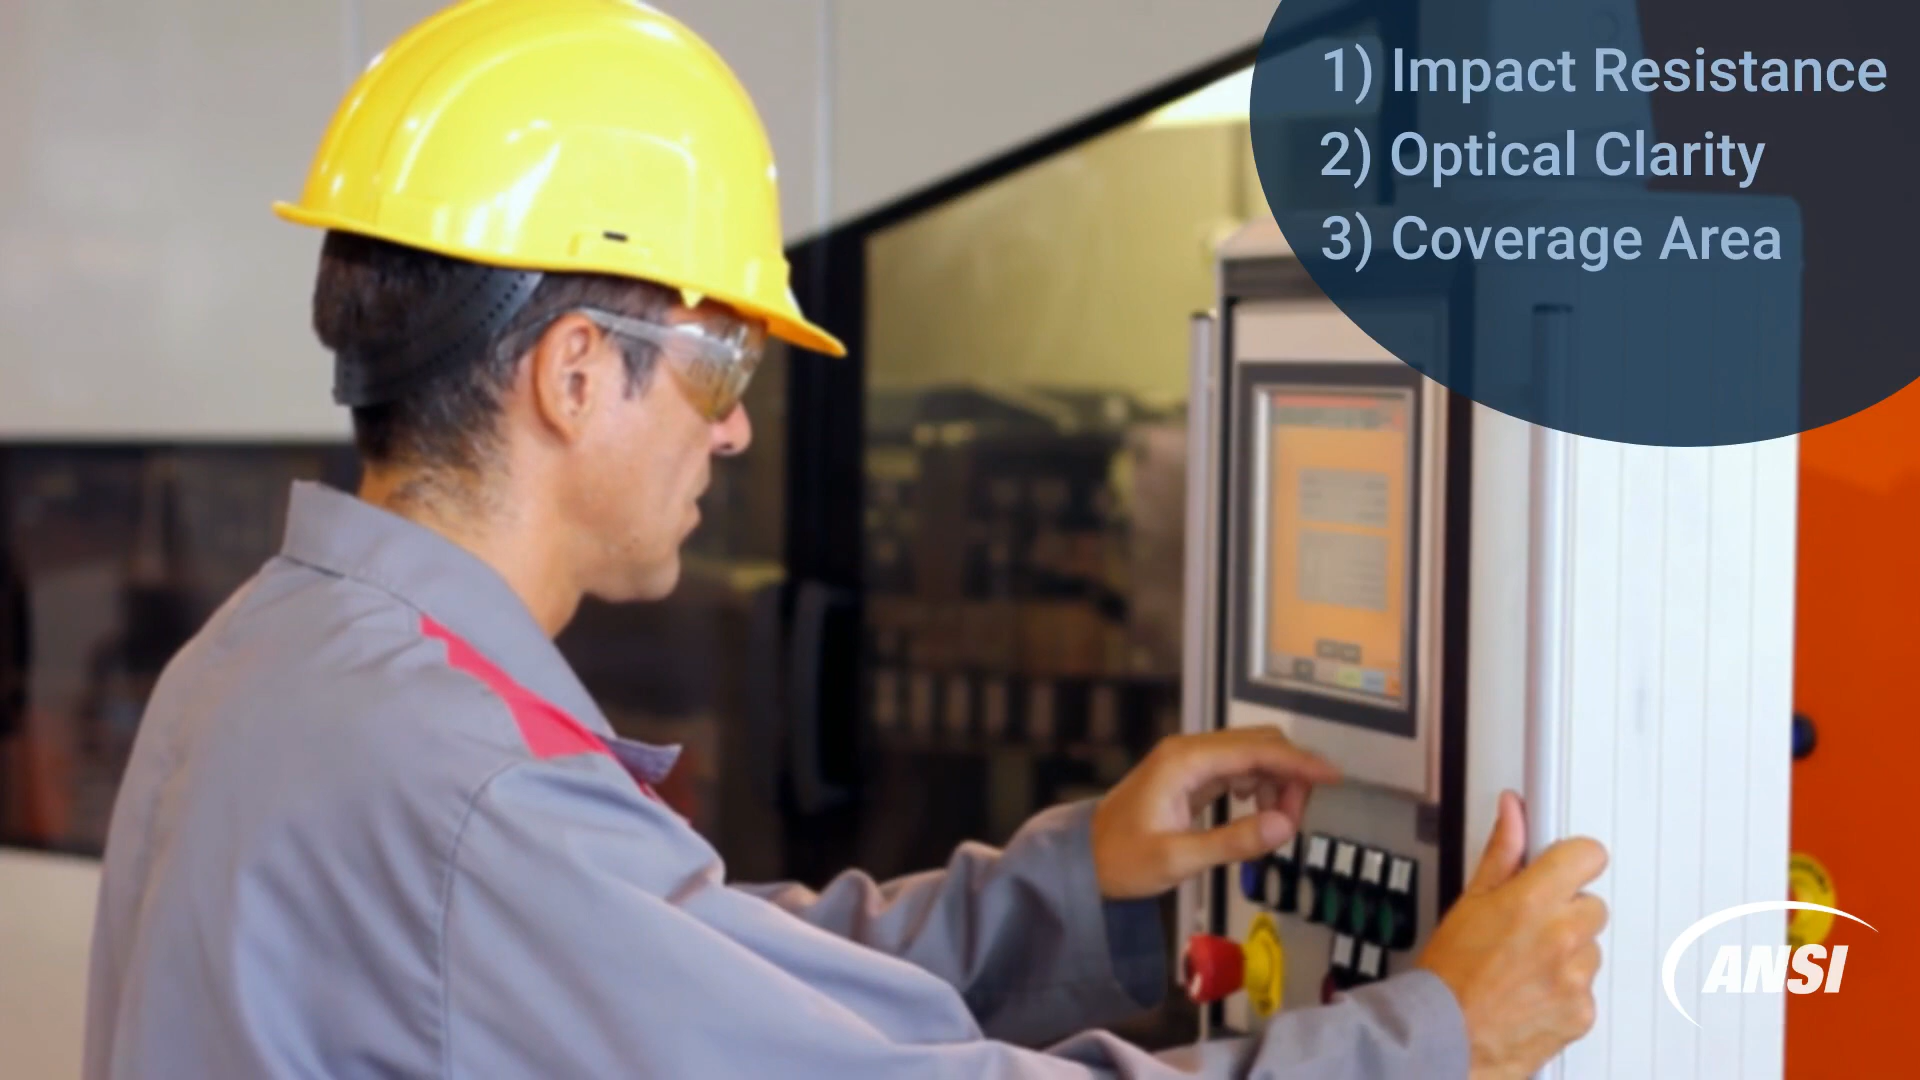 1) Impact Resistance
2) Optical Clarity
3) Coverage Area
ANSI